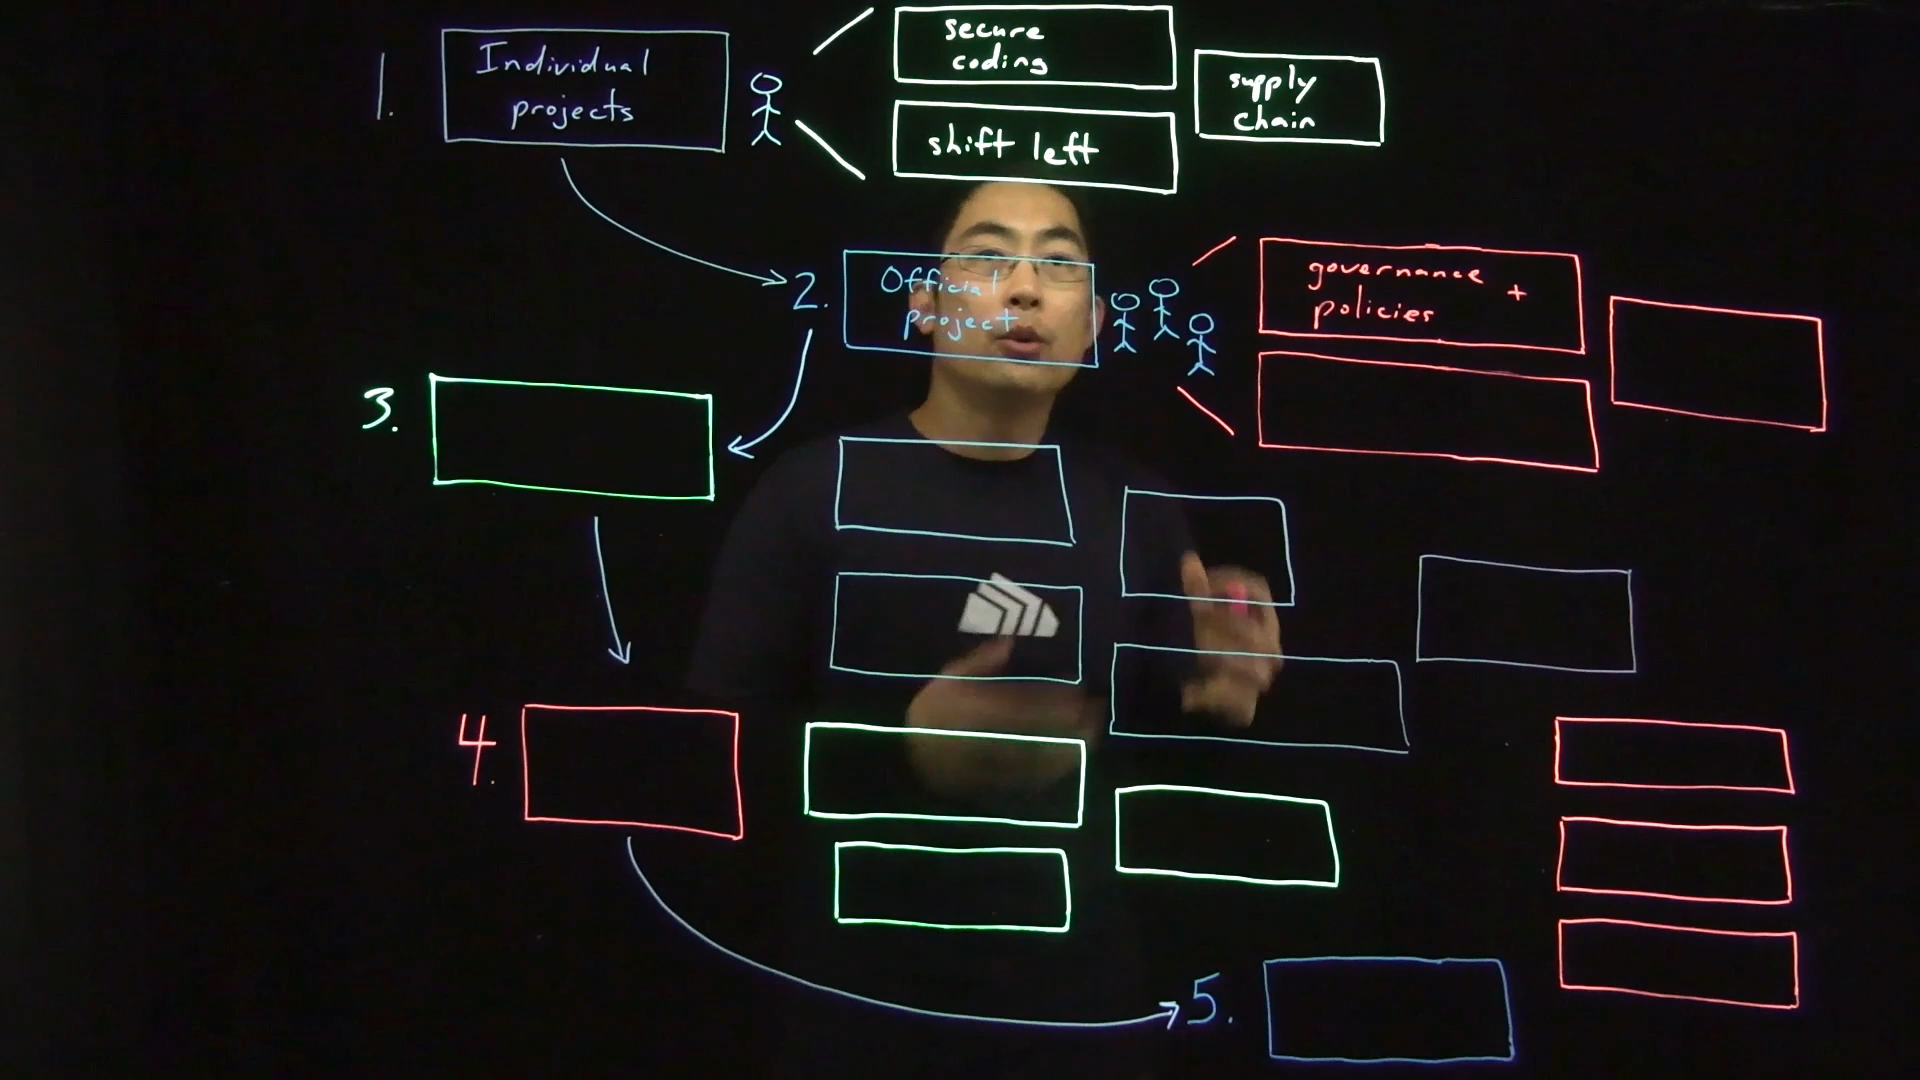 1.
Individual
projects
secure
coding
shift left
supply
chain
2.
Official
project
governance +
policies
3.
4.
5.